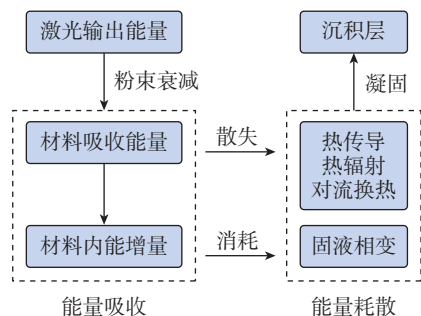 激光输出能量
沉积层
粉束衰减
凝固
材料吸收能量
散失
热传导
热辐射
对流换热
材料内能增量
消耗
固液相变
能量吸收
能量耗散